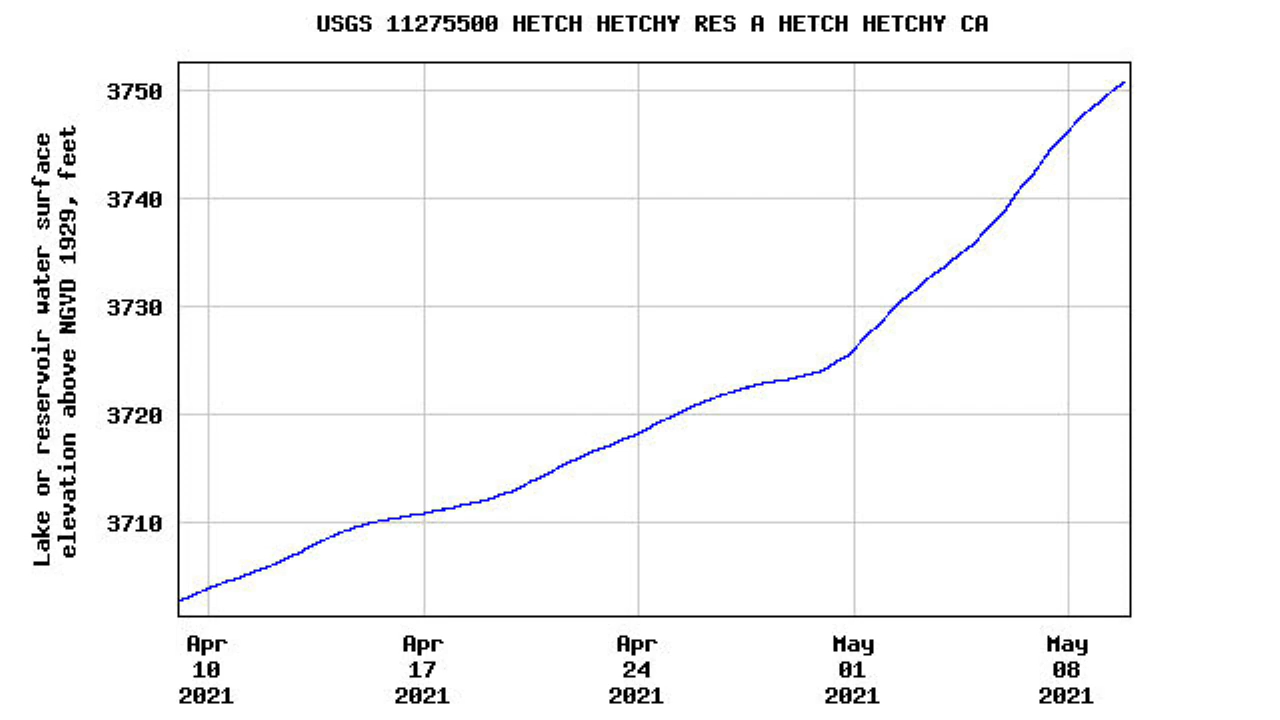 USGS 11275500 HETCH HETCHY RES A HETCH HETCHY CA
Lake or reservoir water surface
elevation above NGVD 1929, feet
3750
3740
3730
3720
3710
Apr
10
2021
Apr
17
2021
Apr
24
2021
May
01
2021
May
08
2021